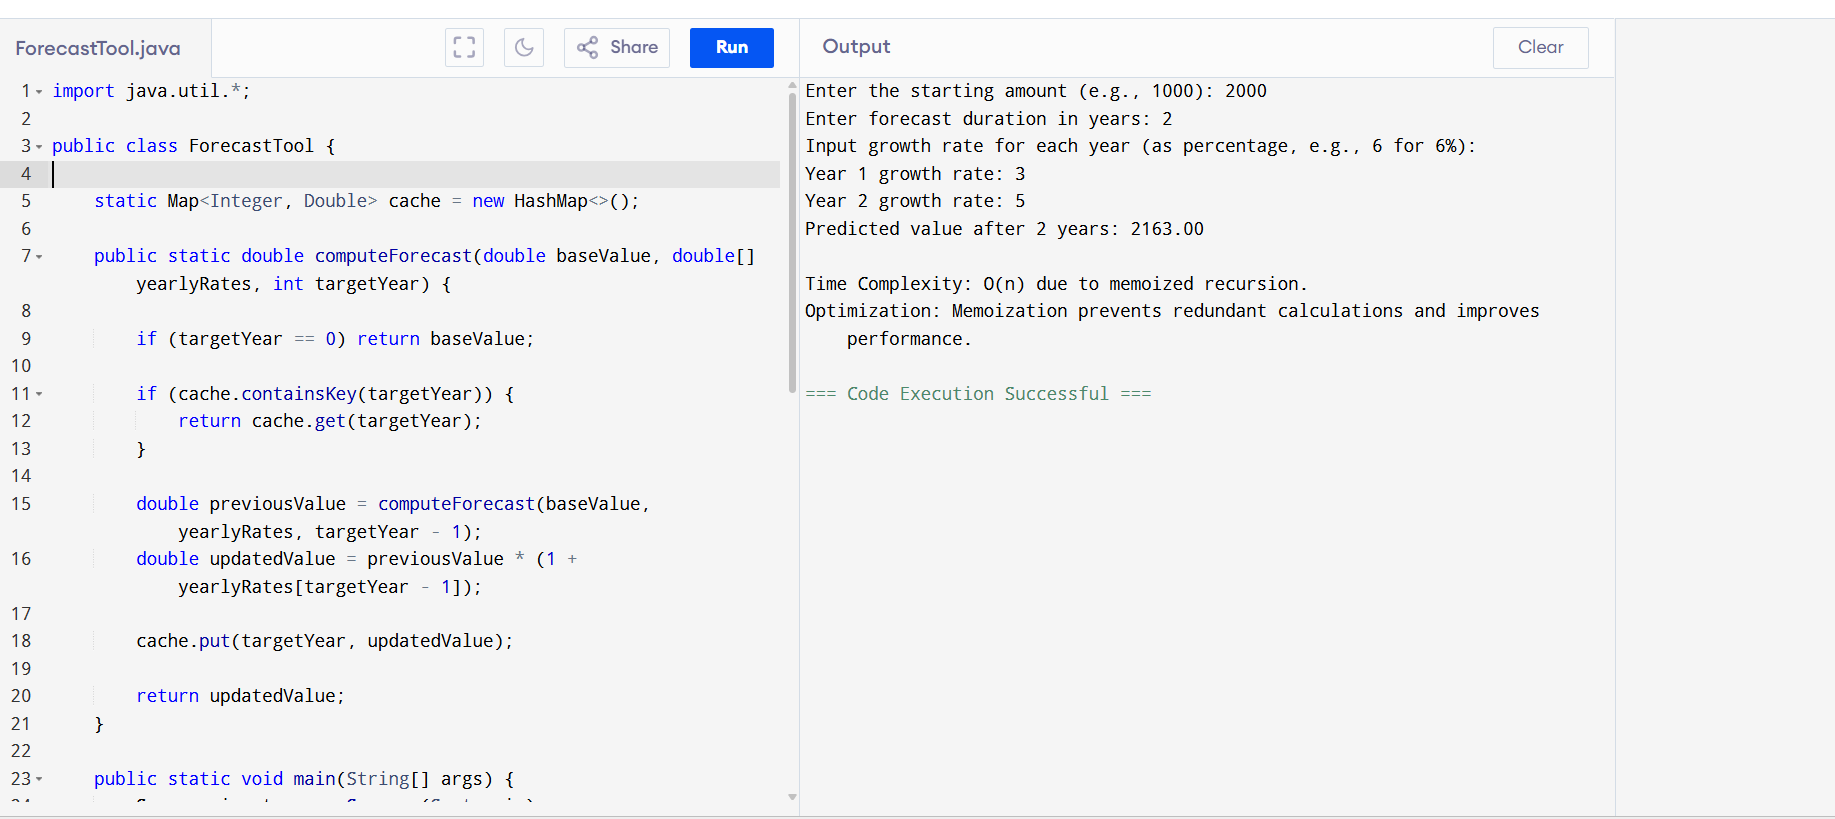 ForecastTool.java
Share
Run
Output
Clear
1 import java.util.*;
2
3 public class ForecastTool {
4
5     static Map<Integer, Double> cache = new HashMap<>();
6
7     public static double computeForecast(double baseValue, double[]
        yearlyRates, int targetYear) {
8
9         if (targetYear == 0) return baseValue;
10
11         if (cache.containsKey(targetYear)) {
12             return cache.get(targetYear);
13         }
14
15         double previousValue = computeForecast(baseValue,
            yearlyRates, targetYear - 1);
16         double updatedValue = previousValue * (1 +
            yearlyRates[targetYear - 1]);
17
18         cache.put(targetYear, updatedValue);
19
20         return updatedValue;
21     }
22
23     public static void main(String[] args) {
Enter the starting amount (e.g., 1000): 2000
Enter forecast duration in years: 2
Input growth rate for each year (as percentage, e.g., 6 for 6%):
Year 1 growth rate: 3
Year 2 growth rate: 5
Predicted value after 2 years: 2163.00
Time Complexity: O(n) due to memoized recursion.
Optimization: Memoization prevents redundant calculations and improves
    performance.
=== Code Execution Successful ===